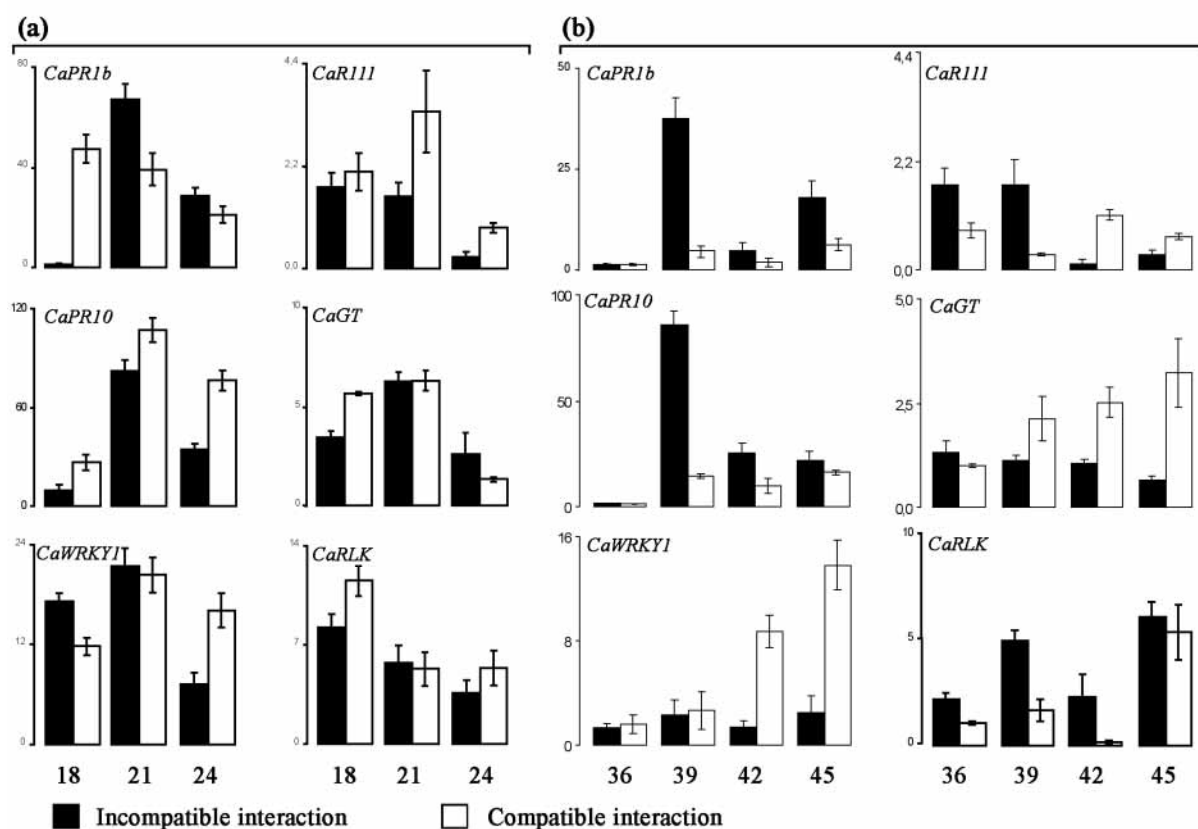 (a) (b)
CaPR1b CaR111 CaPR1b CaR111
80 4,4 50 4,4
40 2,2 25 2,2
0 0,0 0 0,0
CaPR10 CaGT CaPR10 CaGT
120 10 100 5,0
60 5 50 2,5
0 0 0 0,0
CaWRKY1 CaRLK CaWRKY1 CaRLK
24 14 16 10
12 7 8 5
0 0 0 0
18 21 24 18 21 24 36 39 42 45 36 39 42 45
Incompatible interaction Compatible interaction